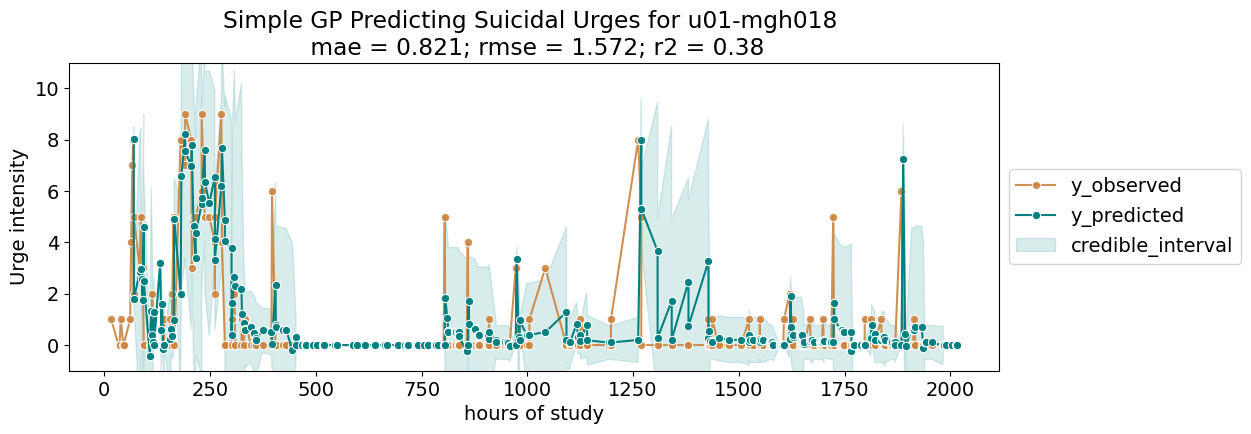 Simple GP Predicting Suicidal Urges for u01-mgh018
mae = 0.821; rmse = 1.572; r2 = 0.38
10
8
6
4
2
0
Urge intensity
0 250 500 750 1000 1250 1500 1750 2000
hours of study
y_observed
y_predicted
credible_interval